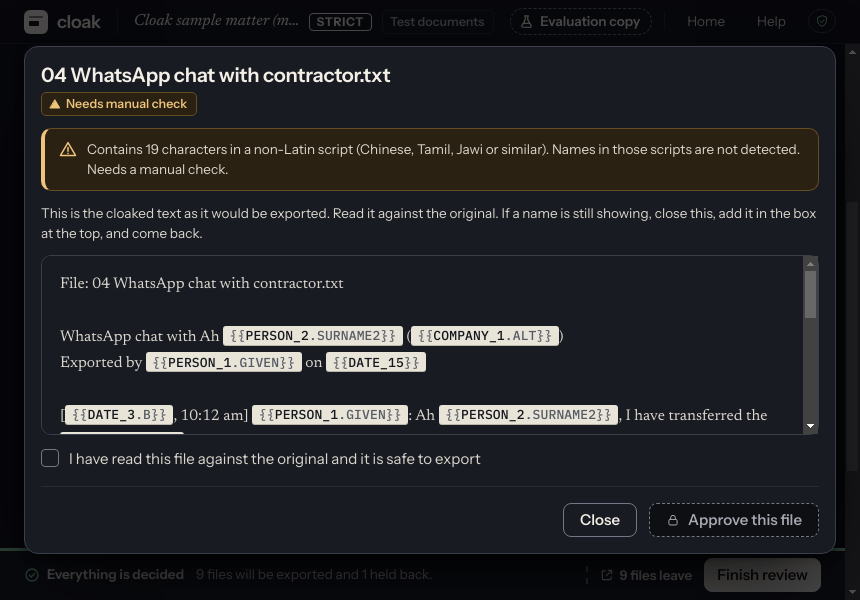 cloak
Cloak sample matter (m... STRICT Test documents Evaluation copy Home Help
04 WhatsApp chat with contractor.txt
Needs manual check
Contains 19 characters in a non-Latin script (Chinese, Tamil, Jawi or similar). Names in those scripts are not detected.
Needs a manual check.
This is the cloaked text as it would be exported. Read it against the original. If a name is still showing, close this, add it in the box
at the top, and come back.
File: 04 WhatsApp chat with contractor.txt
WhatsApp chat with Ah {{PERSON_2.SURNAME2}} ({{COMPANY_1.ALT}})
Exported by {{PERSON_1.GIVEN}} on {{DATE_15}}
[{{DATE_3.B}}, 10:12 am] {{PERSON_1.GIVEN}}: Ah {{PERSON_2.SURNAME2}}, I have transferred the
I have read this file against the original and it is safe to export
Close Approve this file
Everything is decided 9 files will be exported and 1 held back. 9 files leave Finish review